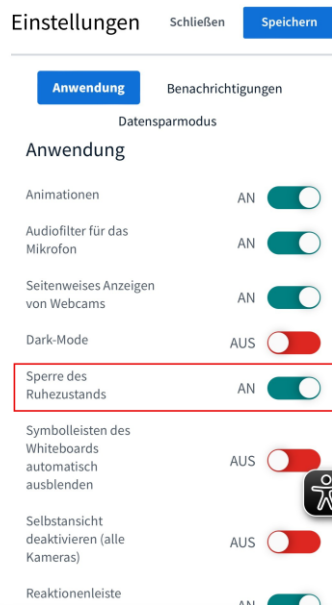 Einstellungen Schließen Speichern
Anwendung Benachrichtigungen
Datensparmodus
Anwendung
Animationen AN
Audiofilter für das
Mikrofon AN
Seitenweises Anzeigen
von Webcams AN
Dark-Mode AUS
Sperre des
Ruhezustands AN
Symbolleisten des
Whiteboards
automatisch AUS
ausblenden
Selbstansicht
deaktivieren (alle AUS
Kameras)
Reaktionenleiste
AN